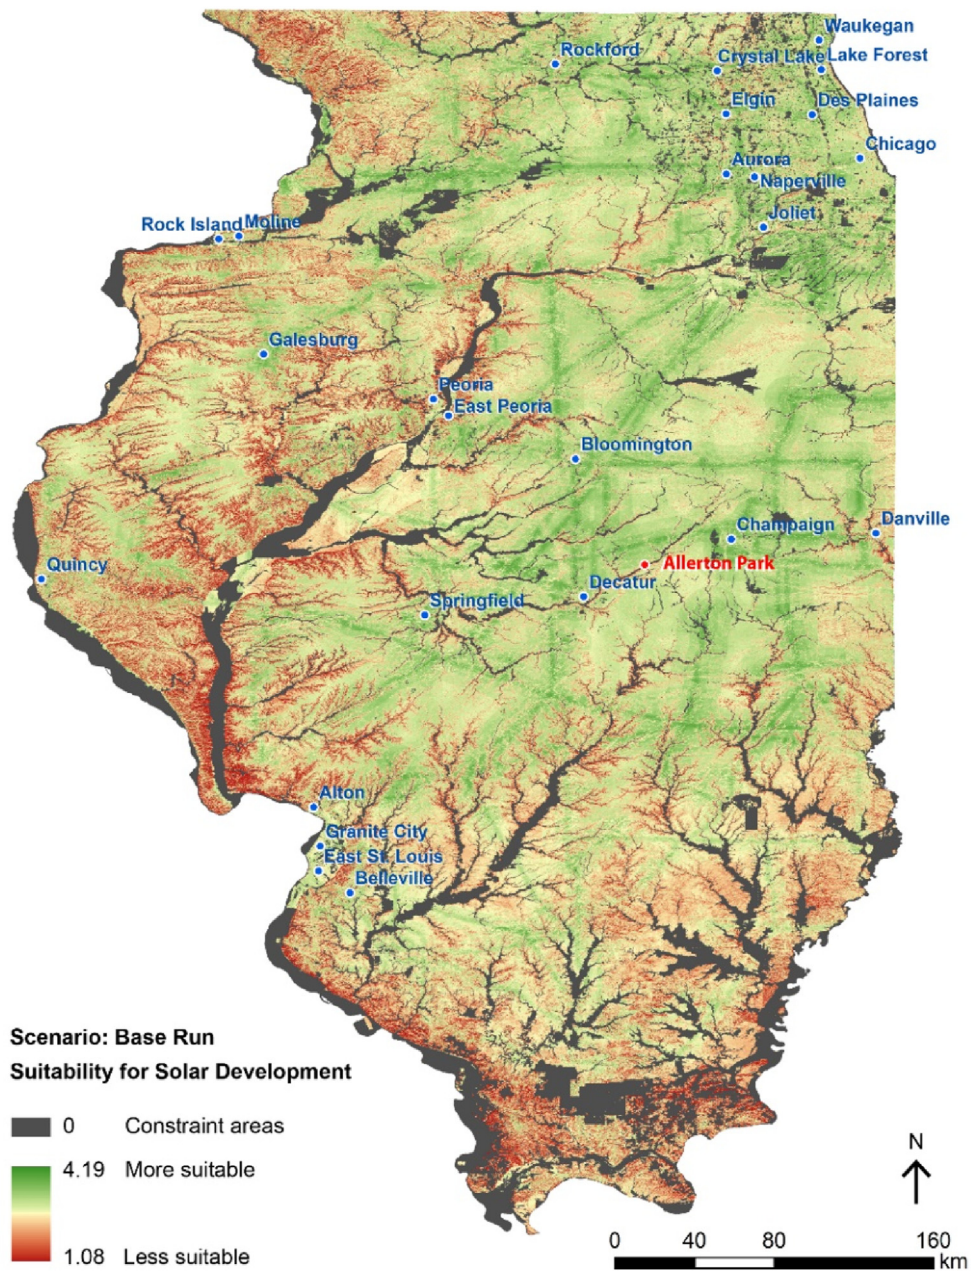 Waukegan
Rockford
Crystal Lake
Lake Forest
Elgin
Des Plaines
Chicago
Aurora
Naperville
Joliet
Rock Island
Moline
Galesburg
Peoria
East Peoria
Bloomington
Danville
Champaign
Allerton Park
Quincy
Decatur
Springfield
Alton
Granite City
East St. Louis
Belleville
Scenario: Base Run
Suitability for Solar Development
0 Constraint areas
4.19 More suitable
1.08 Less suitable
N
0 40 80 160
km